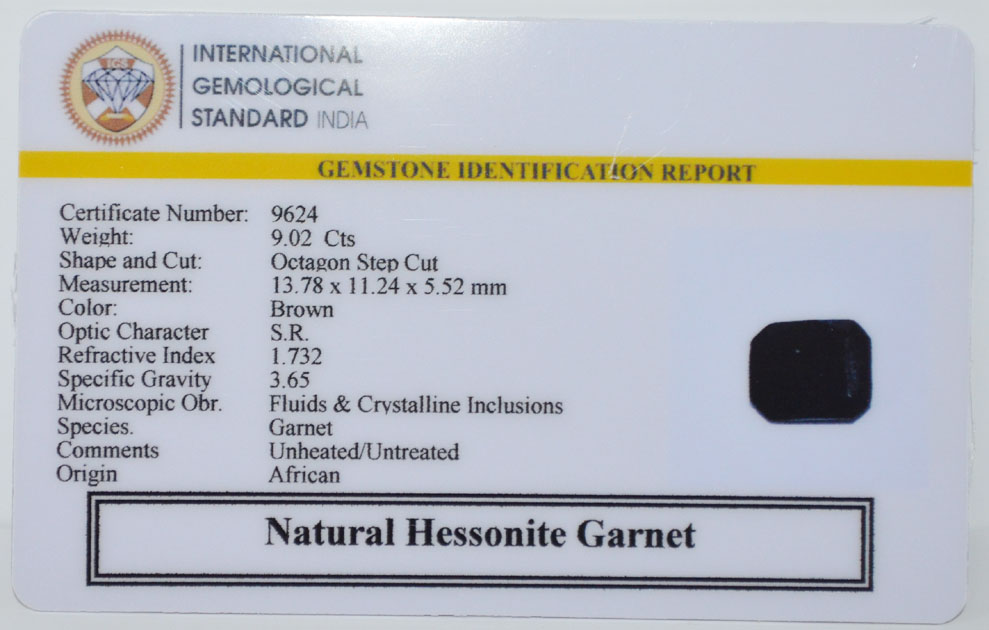 IGS
INTERNATIONAL
GEMOLOGICAL
STANDARD INDIA
GEMSTONE IDENTIFICATION REPORT
Certificate Number: 9624
Weight: 9.02 Cts
Shape and Cut: Octagon Step Cut
Measurement: 13.78 x 11.24 x 5.52 mm
Color: Brown
Optic Character S.R.
Refractive Index 1.732
Specific Gravity 3.65
Microscopic Obr. Fluids & Crystalline Inclusions
Species. Garnet
Comments Unheated/Untreated
Origin African
Natural Hessonite Garnet